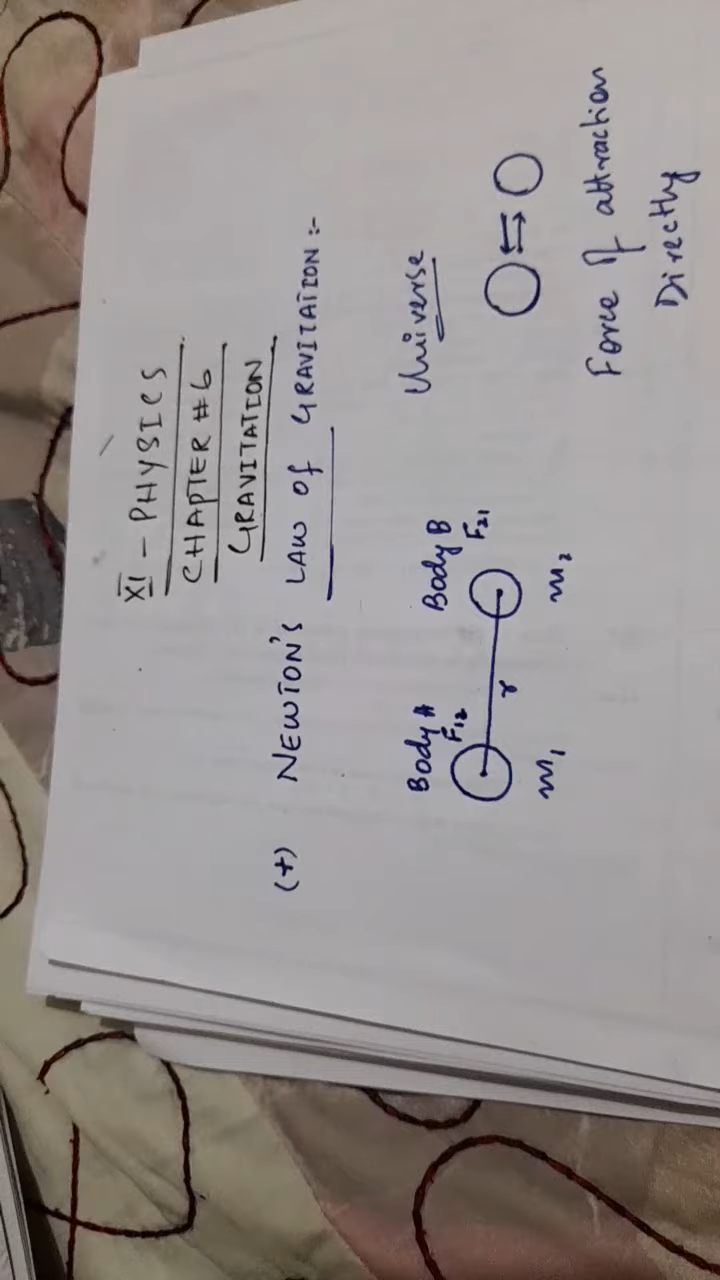 XI - PHYSICS
CHAPTER # 6
GRAVITATION
(+) NEWTON'S LAW OF GRAVITATION :-
Body A Body B Universe
F12 F21
r
m1 m2
Force of attraction
Directly